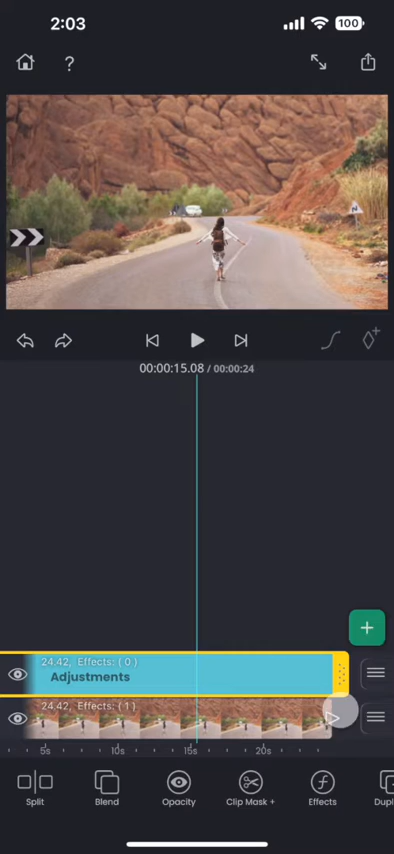 2:03
100
?
N
00:00:15.08 / 00:00:24
+
24.42, Effects: ( 0 )
Adjustments
24.42, Effects: ( 1 )
5s 10s 15s 20s
Split Blend Opacity Clip Mask + Effects Dupl